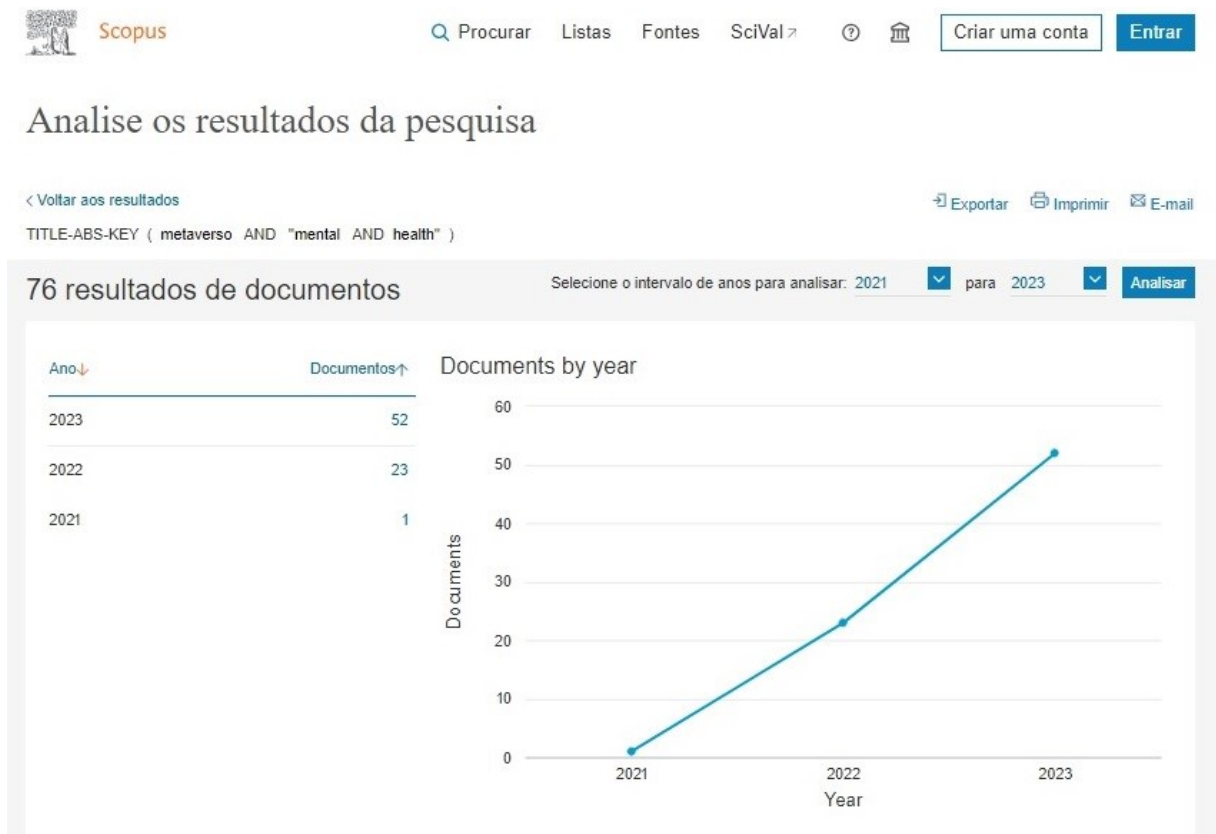 Scopus
Procurar Listas Fontes SciVal Criar uma conta Entrar
Analise os resultados da pesquisa
Voltar aos resultados
Exportar Imprimir E-mail
TITLE-ABS-KEY ( metaverso AND "mental AND health" )
76 resultados de documentos
Selecione o intervalo de anos para analisar: 2021 para 2023 Analisar
Ano↓ Documentos↑
2023 52
2022 23
2021 1
Documents by year
60
50
40
30
20
10
0
Documents
2021 2022 2023
Year